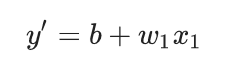 y′ = b + w₁x₁